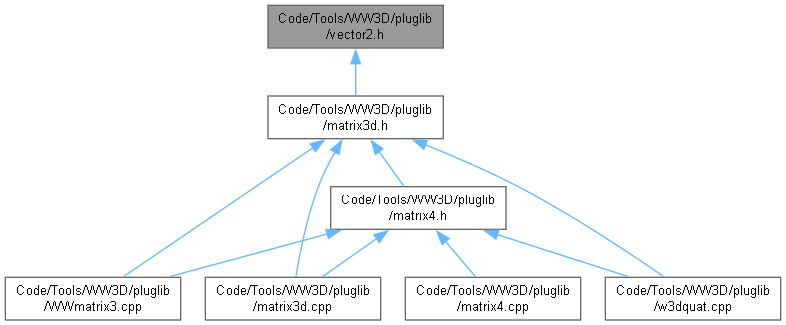 Code/Tools/WW3D/pluglib
/vector2.h
Code/Tools/WW3D/pluglib
/matrix3d.h
Code/Tools/WW3D/pluglib
/matrix4.h
Code/Tools/WW3D/pluglib
/WWmatrix3.cpp
Code/Tools/WW3D/pluglib
/matrix3d.cpp
Code/Tools/WW3D/pluglib
/matrix4.cpp
Code/Tools/WW3D/pluglib
/w3dquat.cpp